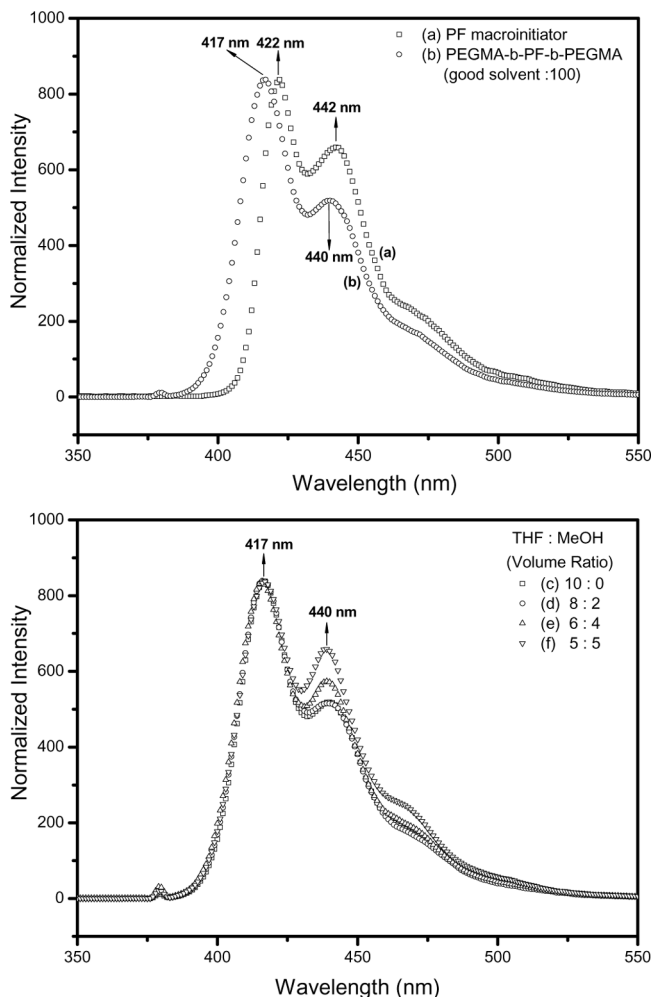 1000
800
600
400
200
0
Normalized Intensity
417 nm
422 nm
442 nm
440 nm
(a)
(b)
□ (a) PF macroinitiator
○ (b) PEGMA-b-PF-b-PEGMA
(good solvent :100)
350 400 450 500 550
Wavelength (nm)
1000
800
600
400
200
0
Normalized Intensity
417 nm
440 nm
THF : MeOH
(Volume Ratio)
□ (c) 10 : 0
○ (d) 8 : 2
△ (e) 6 : 4
▽ (f) 5 : 5
350 400 450 500 550
Wavelength (nm)